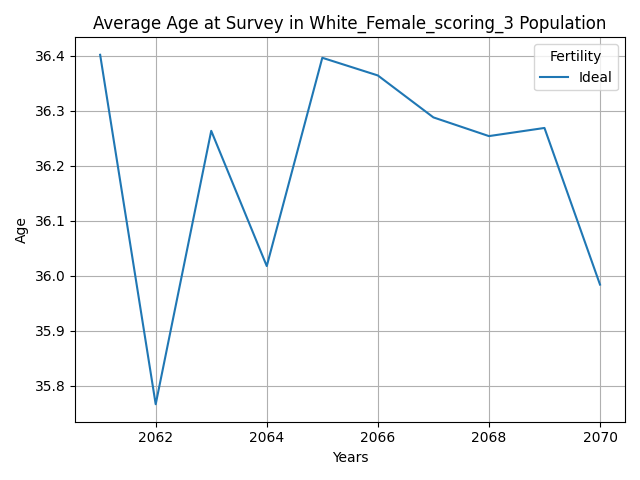 Average Age at Survey in White_Female_scoring_3 Population
Fertility
Ideal
36.4
36.3
36.2
36.1
36.0
35.9
35.8
Age
2062
2064
2066
2068
2070
Years